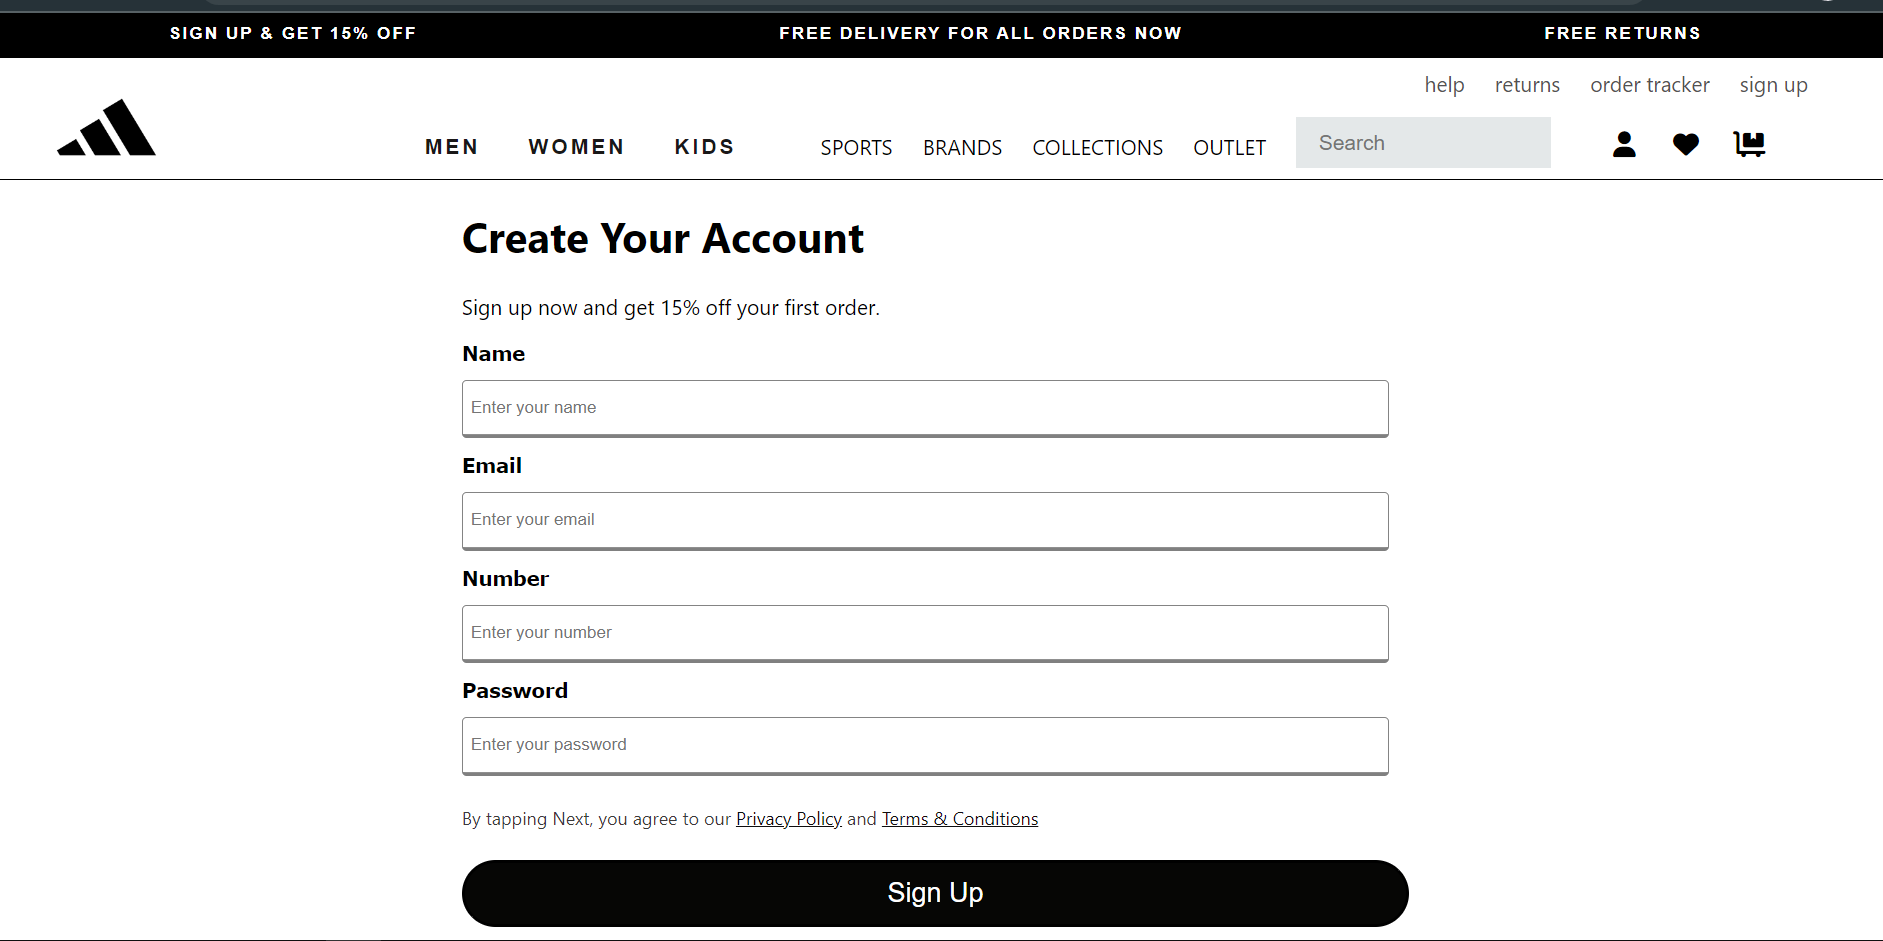 SIGN UP & GET 15% OFF FREE DELIVERY FOR ALL ORDERS NOW FREE RETURNS
help returns order tracker sign up
MEN WOMEN KIDS SPORTS BRANDS COLLECTIONS OUTLET Search
Create Your Account
Sign up now and get 15% off your first order.
Name
Enter your name
Email
Enter your email
Number
Enter your number
Password
Enter your password
By tapping Next, you agree to our Privacy Policy and Terms & Conditions
Sign Up